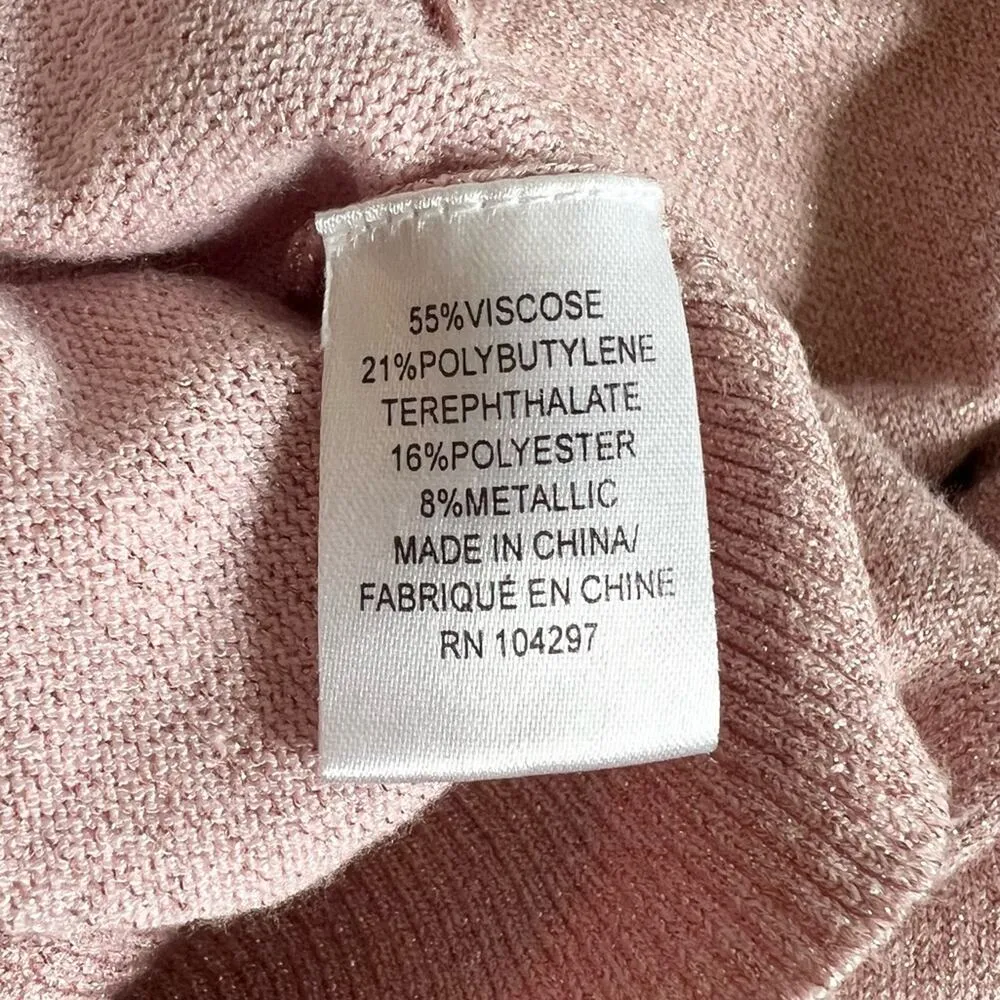 55%VISCOSE
21%POLYBUTYLENE
TEREPHTHALATE
16%POLYESTER
8%METALLIC
MADE IN CHINA/
FABRIQUÉ EN CHINE
RN 104297